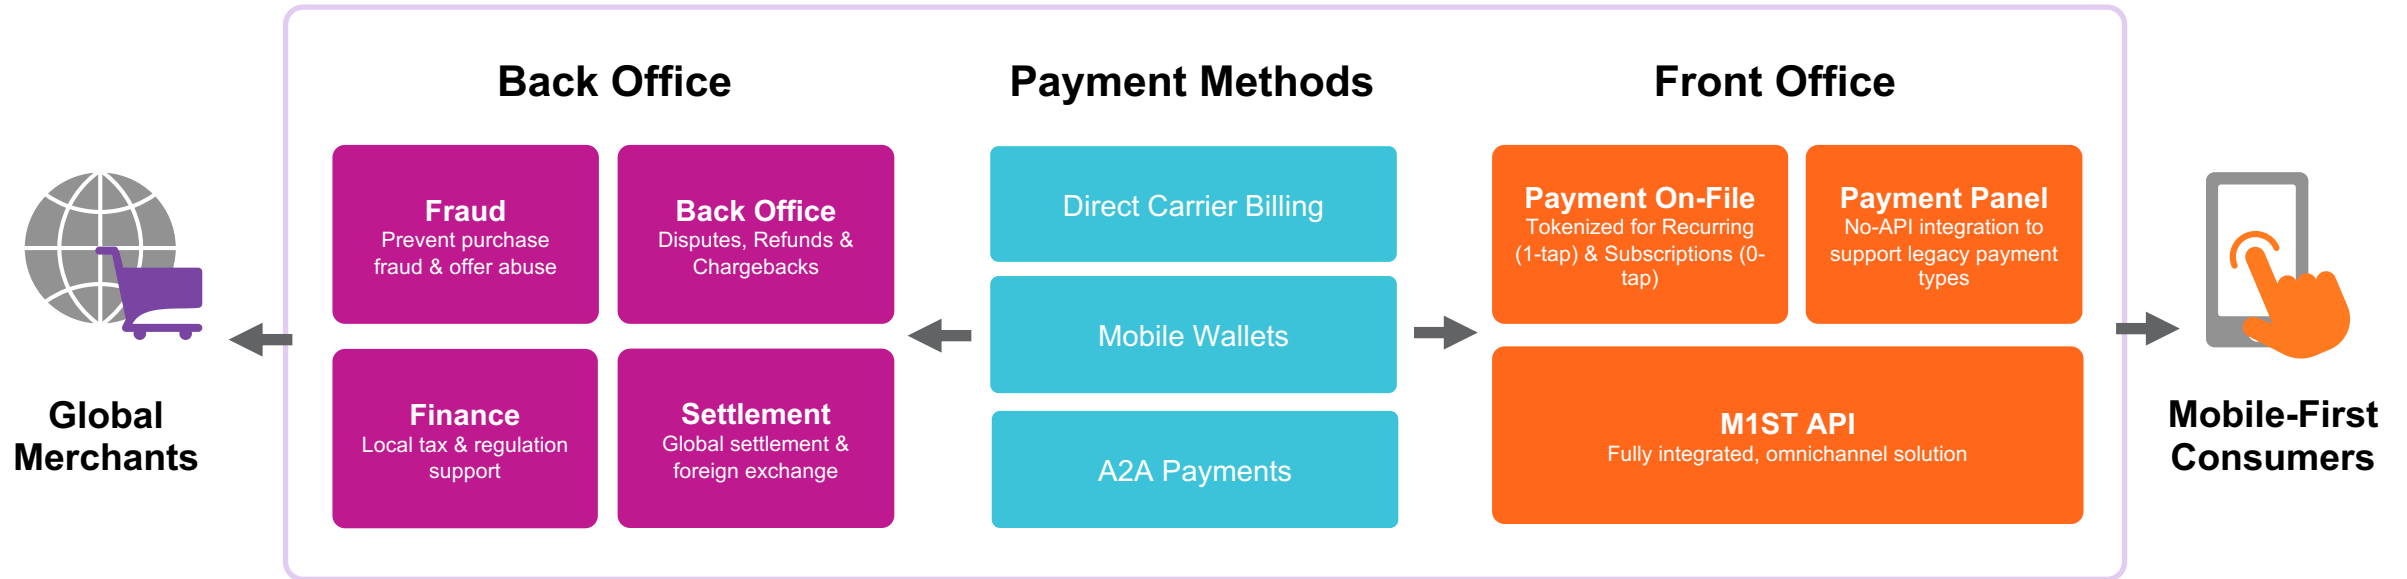 Back Office
Payment Methods
Front Office
Global
Merchants
Fraud
Prevent purchase
fraud & offer abuse
Back Office
Disputes, Refunds &
Chargebacks
Finance
Local tax & regulation
support
Settlement
Global settlement &
foreign exchange
Direct Carrier Billing
Mobile Wallets
A2A Payments
Payment On-File
Tokenized for Recurring
(1-tap) & Subscriptions (0-
tap)
Payment Panel
No-API integration to
support legacy payment
types
M1ST API
Fully integrated, omnichannel solution
Mobile-First
Consumers